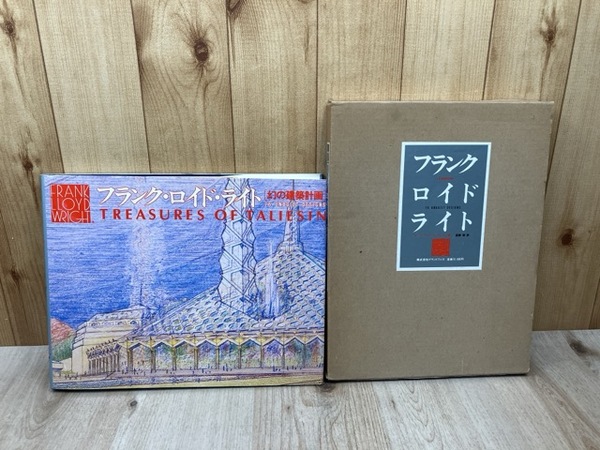 FRANK
LLOYD
WRIGHT
フランク・ロイド・ライト 幻の建築計画
TREASURES OF TALIESIN
フランク
ロイド
ライト